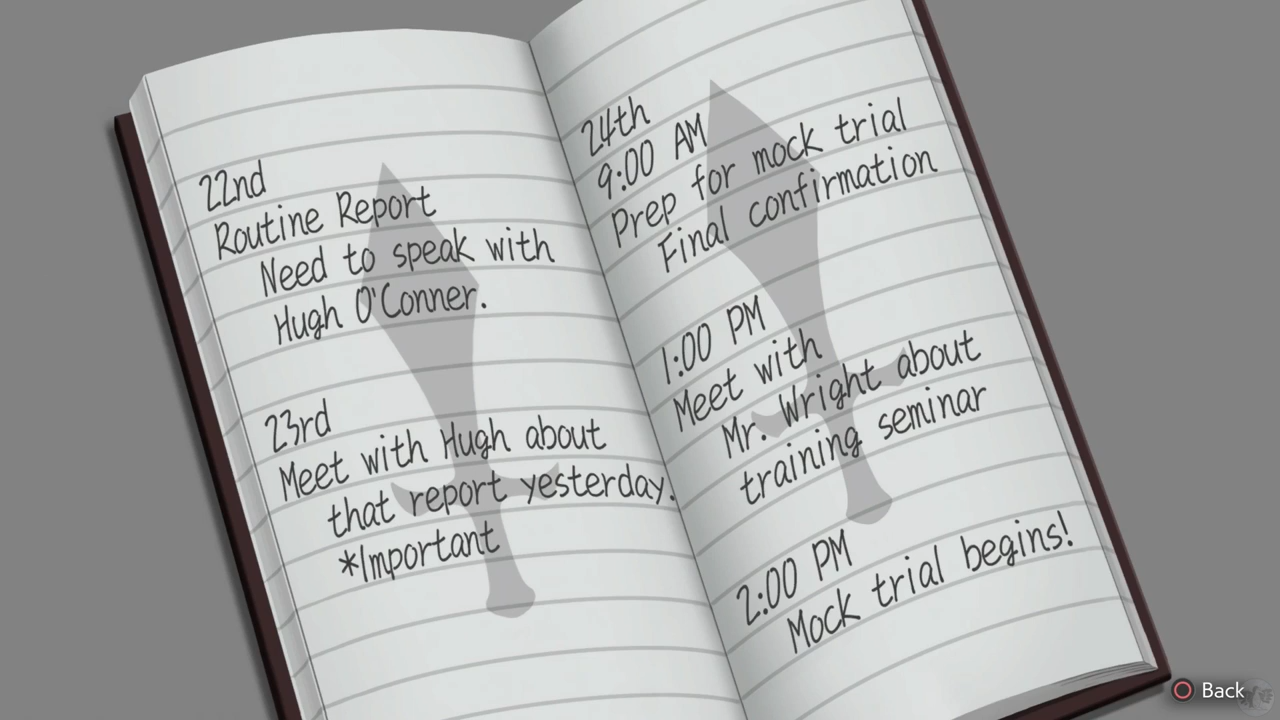 22nd
Routine Report
Need to speak with
Hugh O'Conner.
23rd
Meet with Hugh about
that report yesterday.
*Important
24th
9:00 AM
Prep for mock trial
Final confirmation
1:00 PM
Meet with
Mr. Wright about
training seminar
2:00 PM
Mock trial begins!
Back